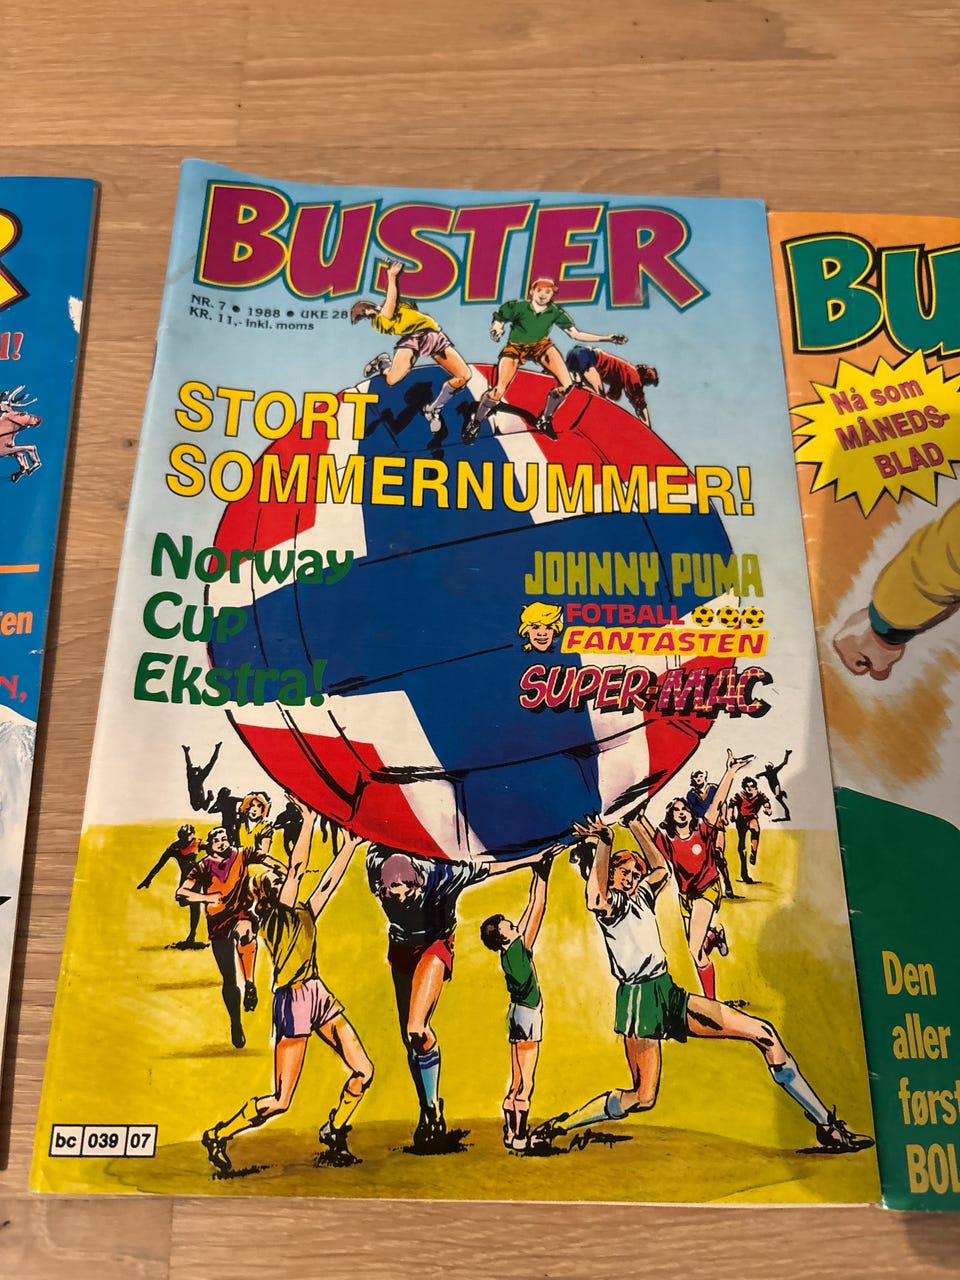 BUSTER
NR. 7 • 1988 • UKE 28
KR. 11,- inkl. moms
STORT
SOMMERNUMMER!
Norway
Cup
Ekstra!
JOHNNY PUMA
FOTBALL
FANTASTEN
SUPER-MAC
bc 039 07
R
!
en
N,
BU
Nå som
MÅNEDS-
BLAD
Den
aller
først
BOL